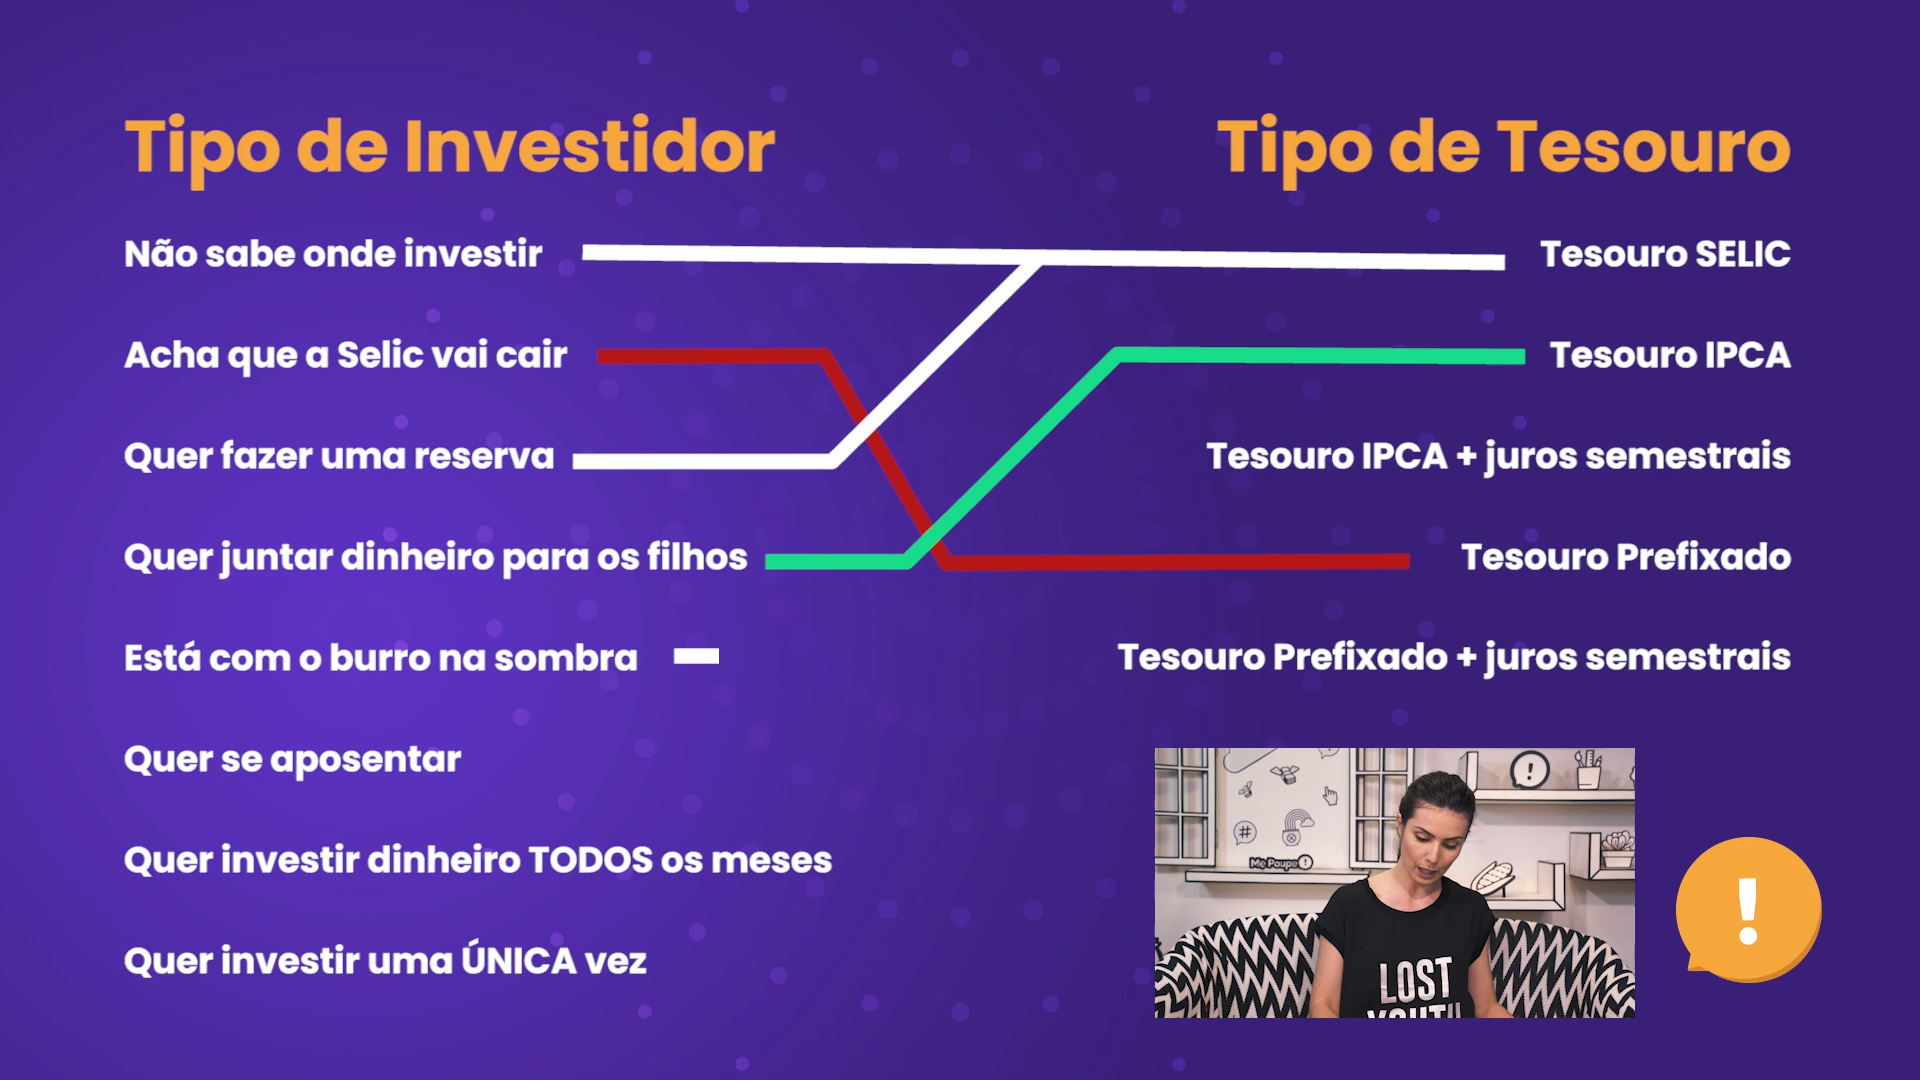 Tipo de Investidor
Tipo de Tesouro
Não sabe onde investir
Tesouro SELIC
Acha que a Selic vai cair
Tesouro IPCA
Quer fazer uma reserva
Tesouro IPCA + juros semestrais
Quer juntar dinheiro para os filhos
Tesouro Prefixado
Está com o burro na sombra
Tesouro Prefixado + juros semestrais
Quer se aposentar
Quer investir dinheiro TODOS os meses
Quer investir uma ÚNICA vez
!
#
Me Poupe!
!
LOST
YOUTH